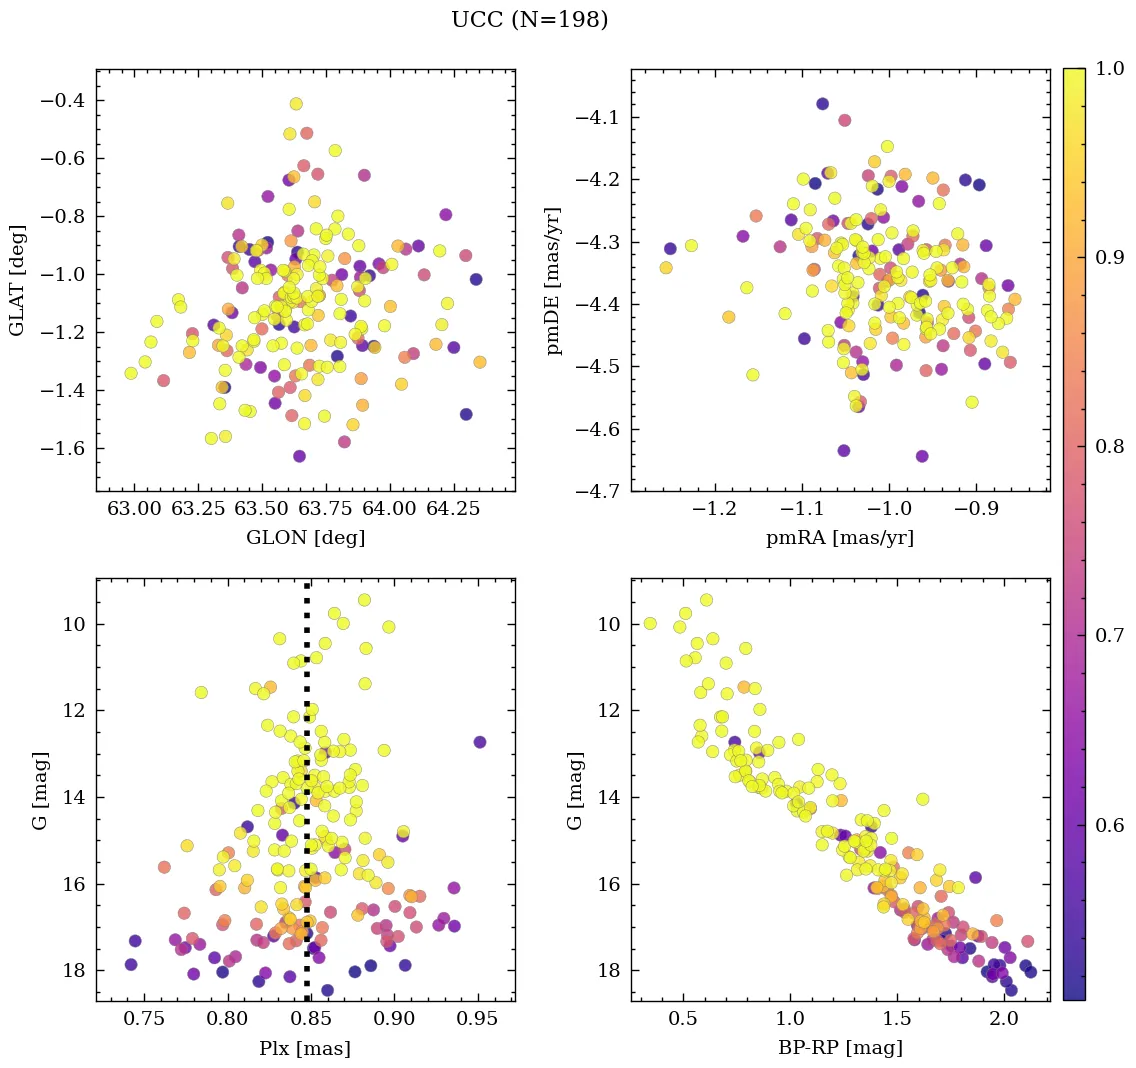 UCC (N=198)
−0.4
−0.6
−0.8
−1.0
−1.2
−1.4
−1.6
GLAT [deg]
63.00 63.25 63.50 63.75 64.00 64.25
GLON [deg]
−4.1
−4.2
−4.3
−4.4
−4.5
−4.6
−4.7
pmDE [mas/yr]
−1.2 −1.1 −1.0 −0.9
pmRA [mas/yr]
10
12
14
16
18
G [mag]
0.75 0.80 0.85 0.90 0.95
Plx [mas]
10
12
14
16
18
G [mag]
0.5 1.0 1.5 2.0
BP-RP [mag]
1.0
0.9
0.8
0.7
0.6